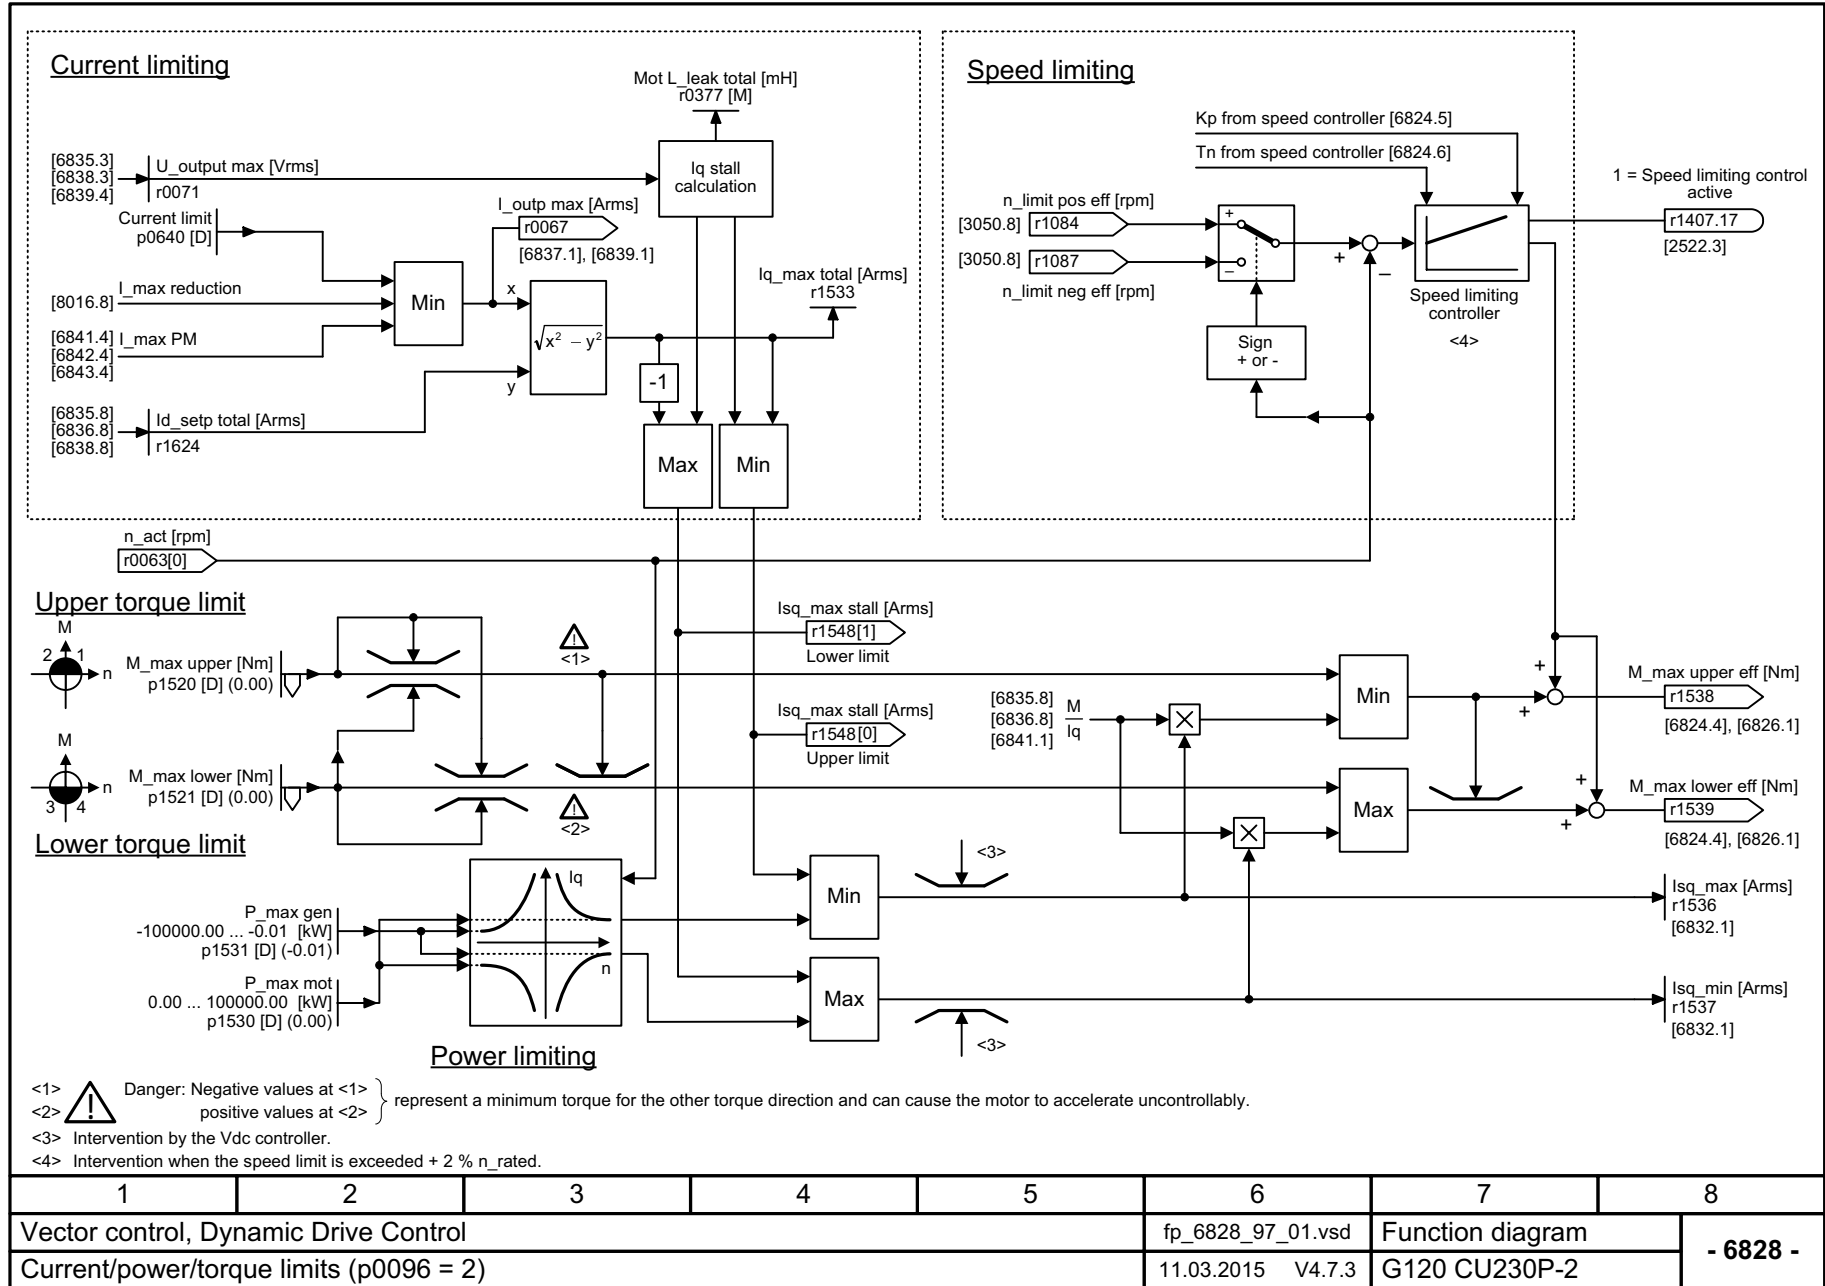 Current limiting
Mot L_leak total [mH]
r0377 [M]
[6835.3]
[6838.3]
[6839.4]
U_output max [Vrms]
r0071
Iq stall
calculation
Current limit
p0640 [D]
I_outp max [Arms]
r0067
[6837.1], [6839.1]
[8016.8]
I_max reduction
Min
x
Iq_max total [Arms]
r1533
[6841.4]
[6842.4]
[6843.4]
I_max PM
√x² – y²
y
-1
[6835.8]
[6836.8]
[6838.8]
Id_setp total [Arms]
r1624
Max
Min
Speed limiting
Kp from speed controller [6824.5]
Tn from speed controller [6824.6]
n_limit pos eff [rpm]
[3050.8]
r1084
[3050.8]
r1087
n_limit neg eff [rpm]
+
–
+
–
Sign
+ or -
Speed limiting
controller
<4>
1 = Speed limiting control
active
r1407.17
[2522.3]
n_act [rpm]
r0063[0]
Upper torque limit
M
2 1
n
M_max upper [Nm]
p1520 [D] (0.00)
!
<1>
Isq_max stall [Arms]
r1548[1]
Lower limit
M
n
3 4
M_max lower [Nm]
p1521 [D] (0.00)
!
<2>
Isq_max stall [Arms]
r1548[0]
Upper limit
Lower torque limit
[6835.8]
[6836.8]
[6841.1]
M
Iq
×
×
Min
Max
+
+
M_max upper eff [Nm]
r1538
[6824.4], [6826.1]
+
+
M_max lower eff [Nm]
r1539
[6824.4], [6826.1]
P_max gen
-100000.00 ... -0.01 [kW]
p1531 [D] (-0.01)
P_max mot
0.00 ... 100000.00 [kW]
p1530 [D] (0.00)
Iq
n
Power limiting
Min
<3>
Max
<3>
Isq_max [Arms]
r1536
[6832.1]
Isq_min [Arms]
r1537
[6832.1]
<1>
<2>
!
Danger: Negative values at <1>
positive values at <2>
represent a minimum torque for the other torque direction and can cause the motor to accelerate uncontrollably.
<3> Intervention by the Vdc controller.
<4> Intervention when the speed limit is exceeded + 2 % n_rated.
1 2 3 4 5 6 7 8
Vector control, Dynamic Drive Control
fp_6828_97_01.vsd
Function diagram
- 6828 -
Current/power/torque limits (p0096 = 2)
11.03.2015 V4.7.3
G120 CU230P-2